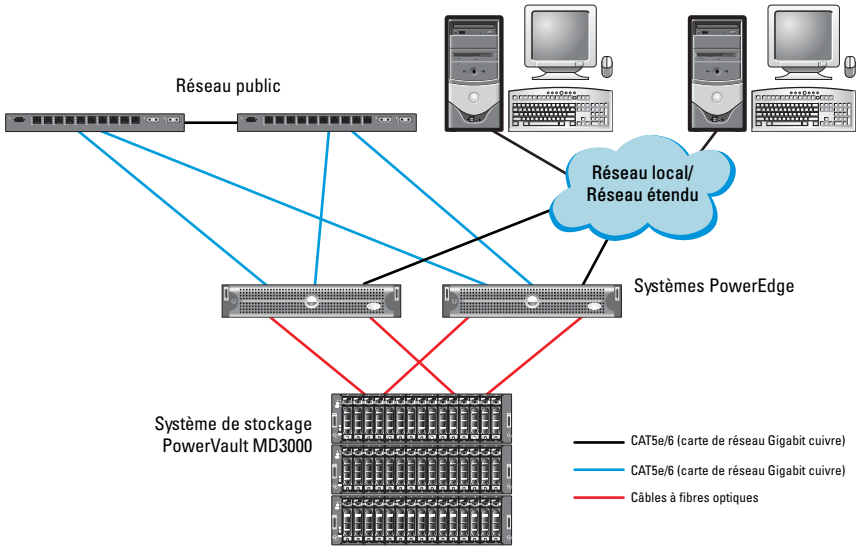 Réseau public
Réseau local/
Réseau étendu
Systèmes PowerEdge
Système de stockage
PowerVault MD3000
CAT5e/6 (carte de réseau Gigabit cuivre)
CAT5e/6 (carte de réseau Gigabit cuivre)
Câbles à fibres optiques